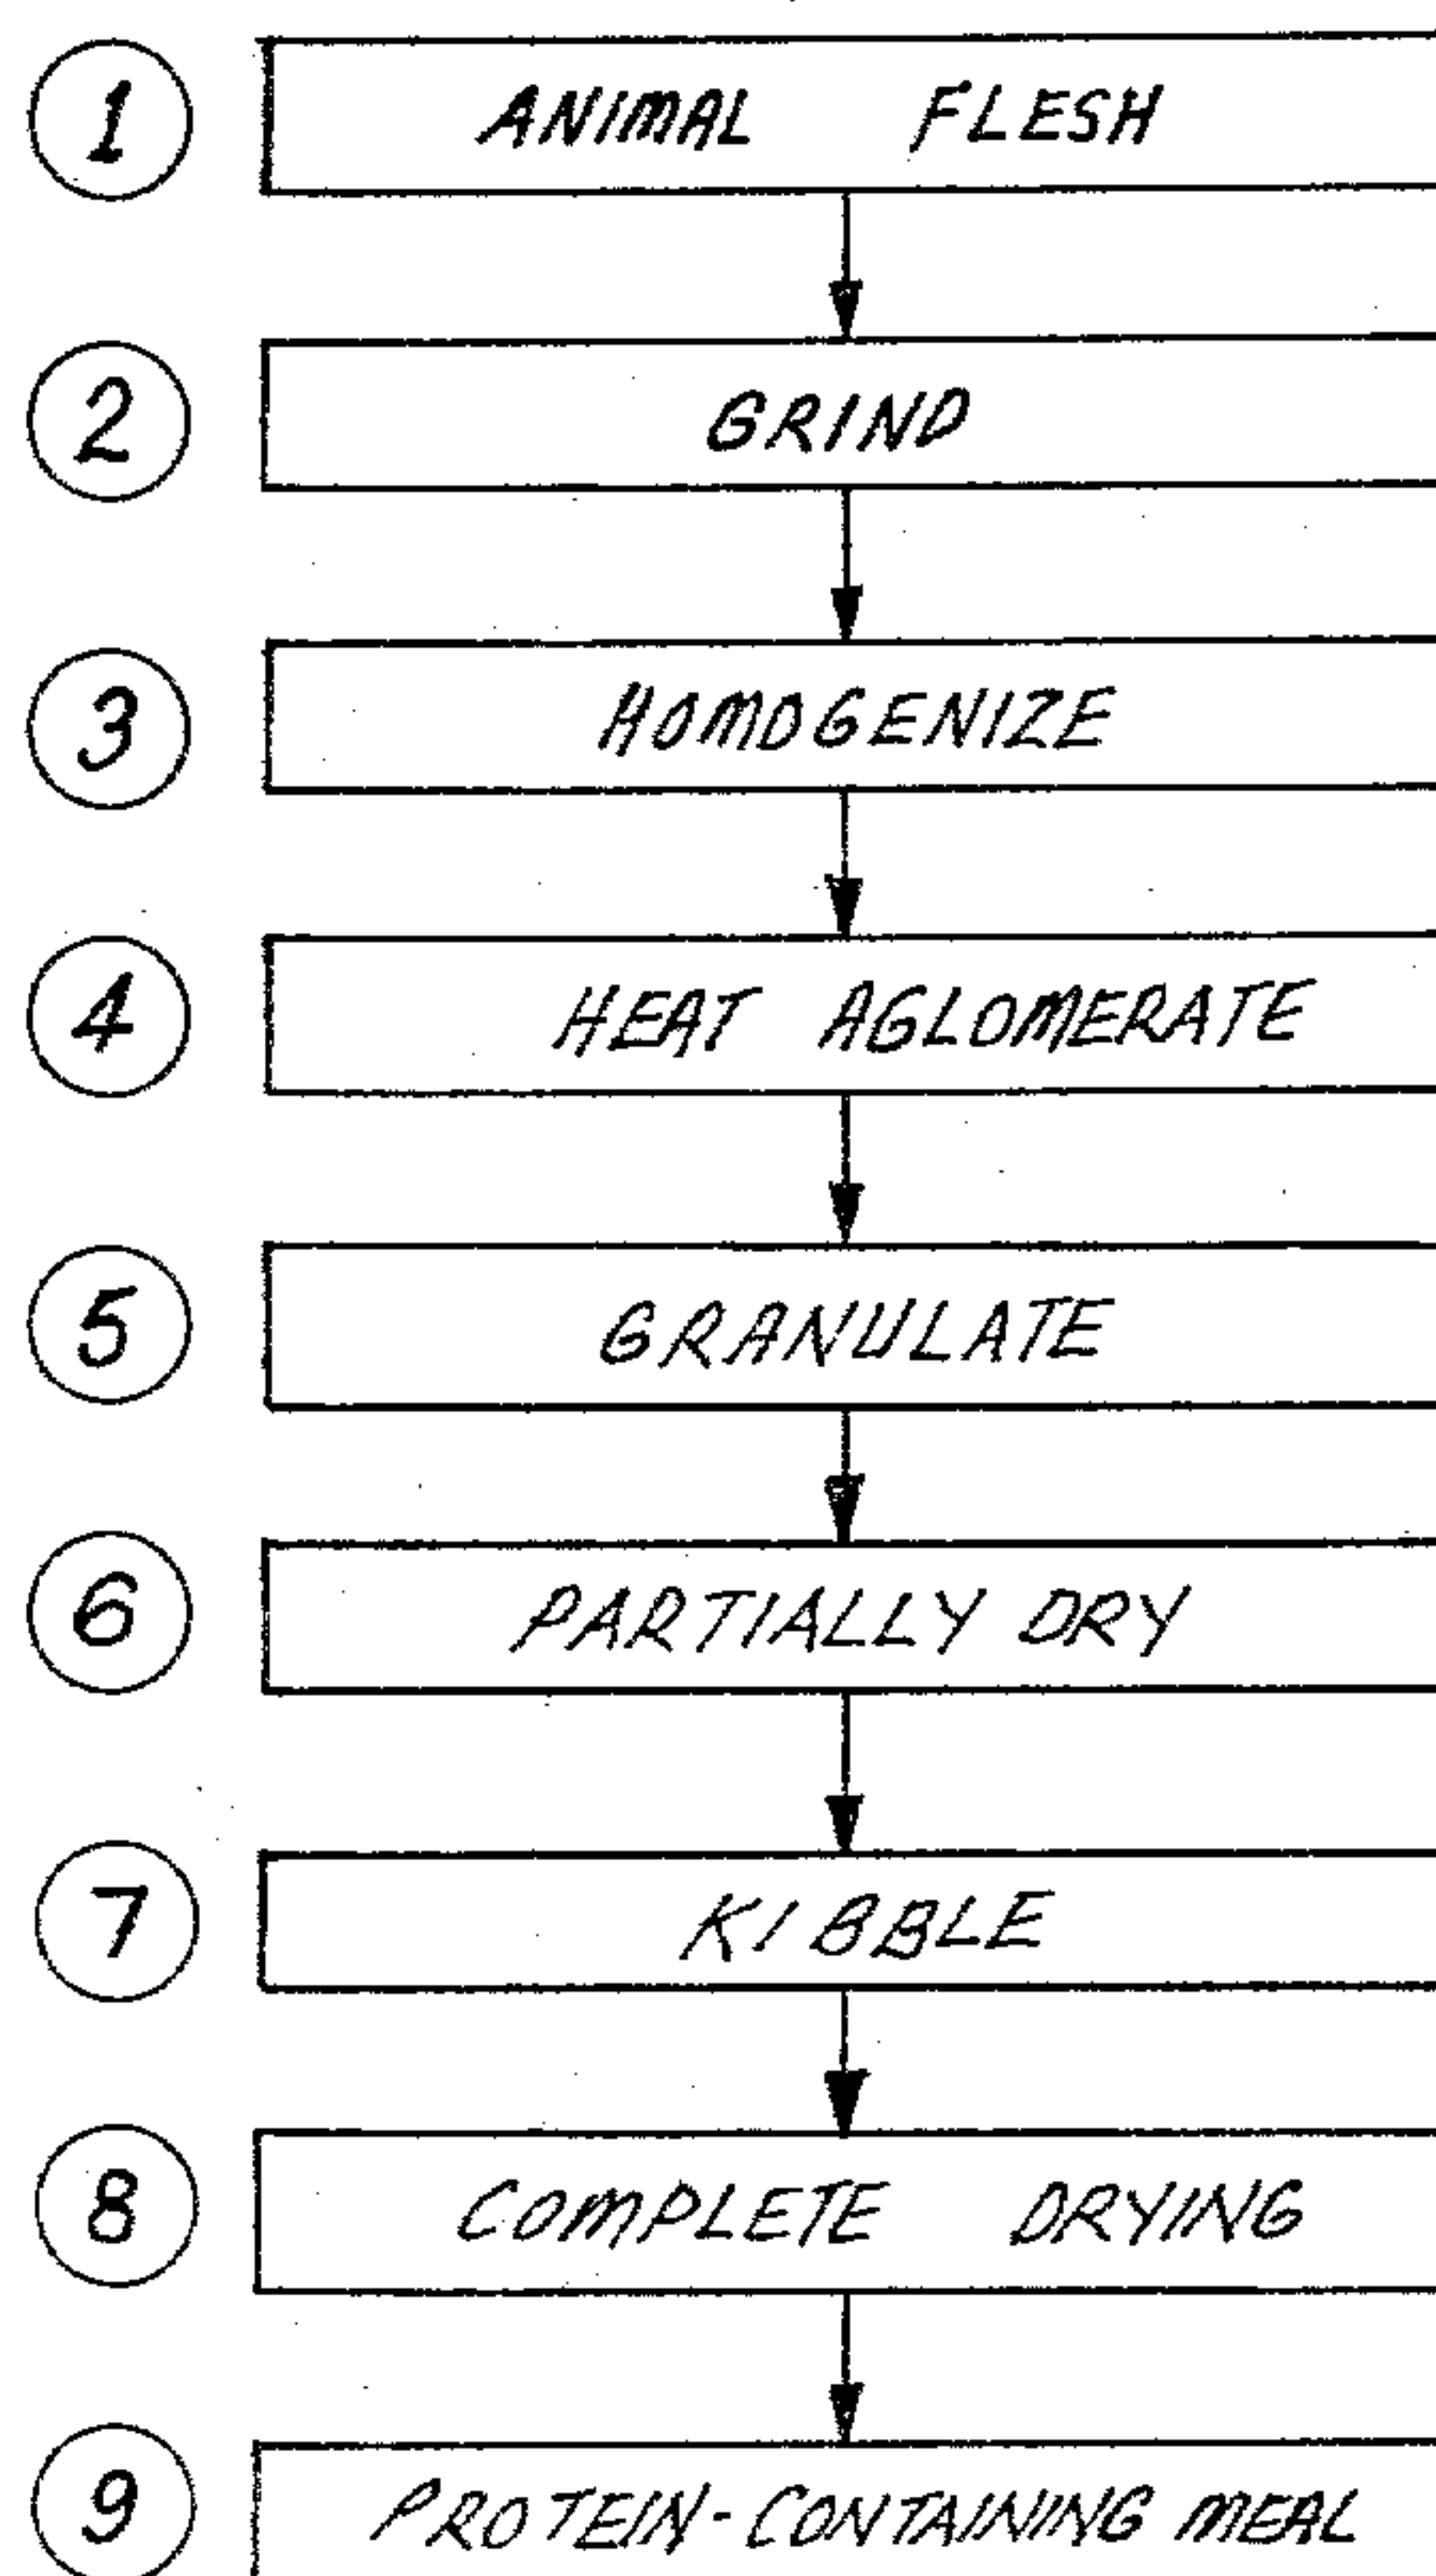 1 ANIMAL FLESH
2 GRIND
3 HOMOGENIZE
4 HEAT AGLOMERATE
5 GRANULATE
6 PARTIALLY DRY
7 KIBBLE
8 COMPLETE DRYING
9 PROTEIN-CONTAINING MEAL